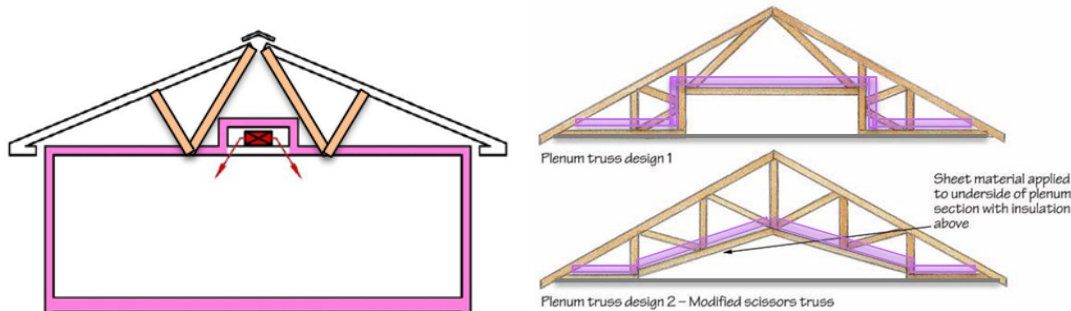 Plenum truss design 1
Sheet material applied
to underside of plenum
section with insulation
above
Plenum truss design 2 – Modified scissors truss